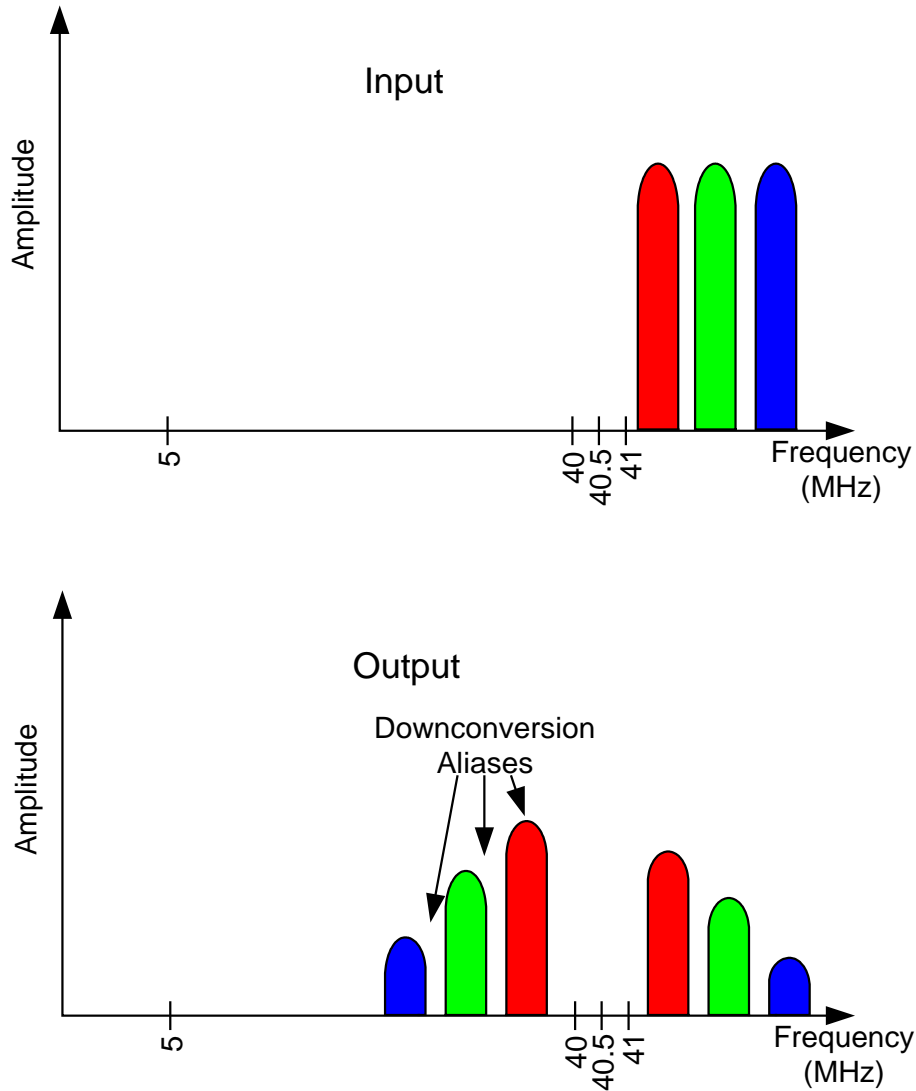 Input
Amplitude
5
40
40.5
41
Frequency
(MHz)
Output
Downconversion
Aliases
Amplitude
5
40
40.5
41
Frequency
(MHz)